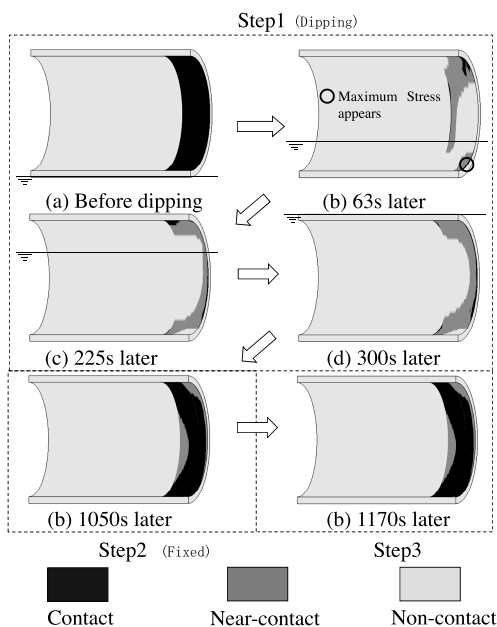 Step1 (Dipping)
Maximum Stress
appears
(a) Before dipping
(b) 63s later
(c) 225s later
(d) 300s later
(b) 1050s later
(b) 1170s later
Step2 (Fixed)
Step3
Contact
Near-contact
Non-contact